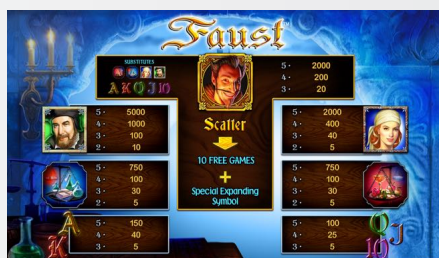 Faust
SUBSTITUTES
A K Q J 10
5 - 2000
4 - 200
3 - 20
Scatter
10 FREE GAMES
+
Special Expanding
Symbol
5 - 5000
4 - 1000
3 - 100
2 - 10
5 - 2000
4 - 400
3 - 40
2 - 5
5 - 750
4 - 100
3 - 30
2 - 5
5 - 750
4 - 100
3 - 30
2 - 5
A
K
5 - 150
4 - 40
3 - 5
5 - 100
4 - 25
3 - 5
Q
J
10